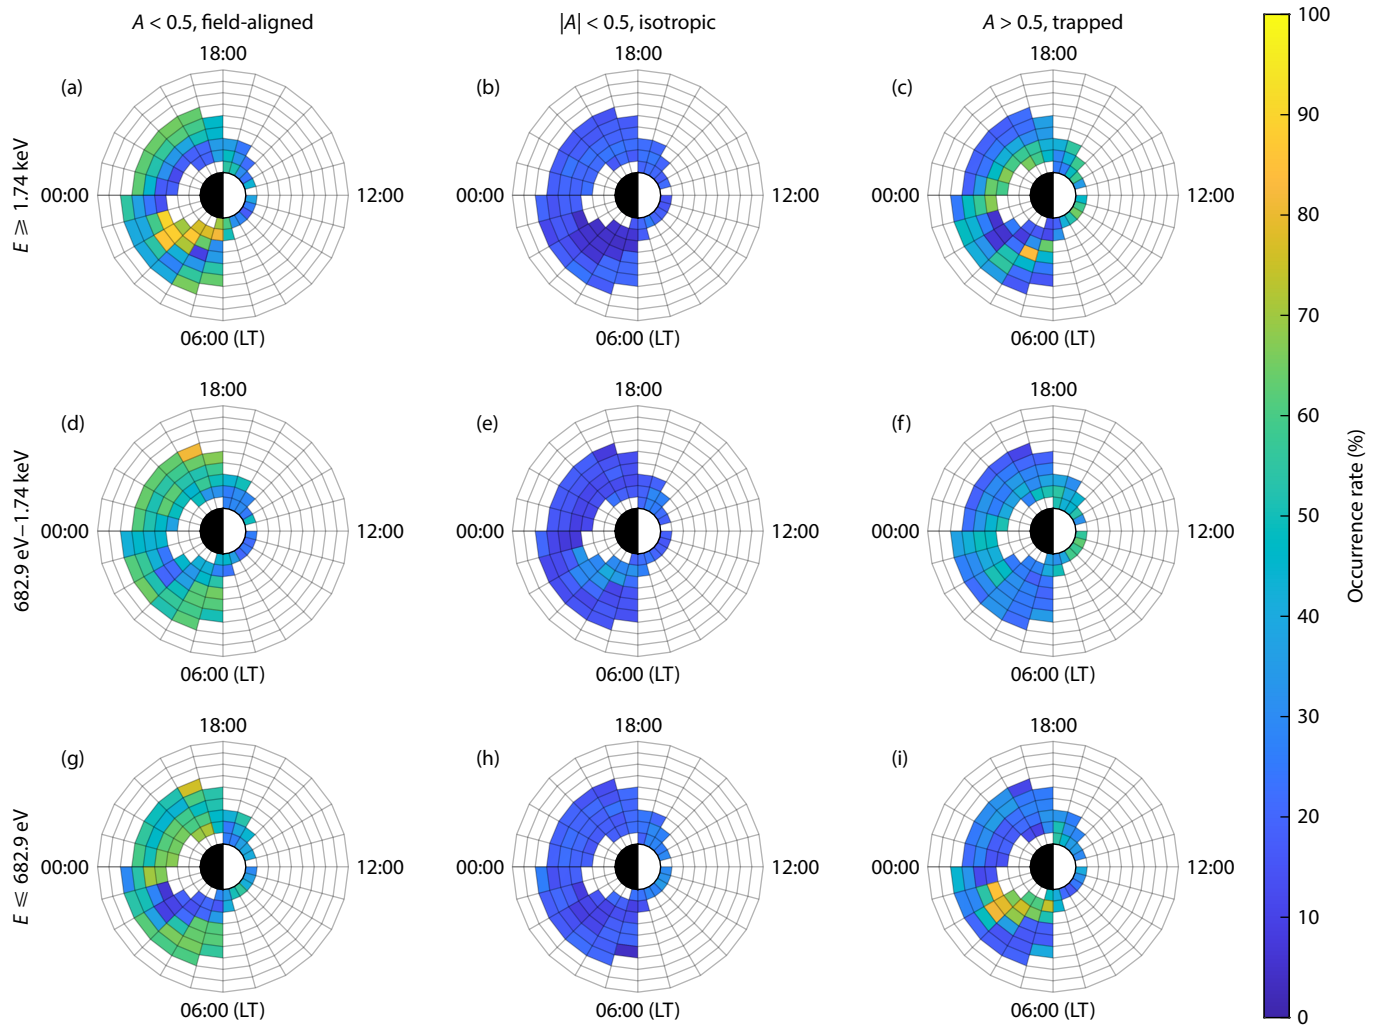 A < 0.5, field-aligned
|A| < 0.5, isotropic
A > 0.5, trapped
18:00
18:00
18:00
(a)
(b)
(c)
E ⩾ 1.74 keV
00:00
12:00
00:00
12:00
00:00
12:00
06:00 (LT)
06:00 (LT)
06:00 (LT)
18:00
18:00
18:00
(d)
(e)
(f)
682.9 eV–1.74 keV
00:00
12:00
00:00
12:00
00:00
12:00
06:00 (LT)
06:00 (LT)
06:00 (LT)
18:00
18:00
18:00
(g)
(h)
(i)
E ⩽ 682.9 eV
00:00
12:00
00:00
12:00
00:00
12:00
06:00 (LT)
06:00 (LT)
06:00 (LT)
100
90
80
70
60
50
40
30
20
10
0
Occurrence rate (%)